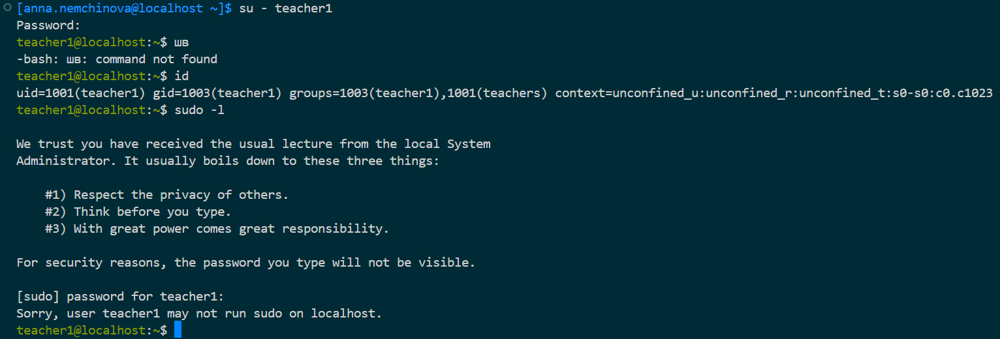 [anna.nemchinova@localhost ~]$ su - teacher1
Password:
teacher1@localhost:~$ шв
-bash: шв: command not found
teacher1@localhost:~$ id
uid=1001(teacher1) gid=1003(teacher1) groups=1003(teacher1),1001(teachers) context=unconfined_u:unconfined_r:unconfined_t:s0-s0:c0.c1023
teacher1@localhost:~$ sudo -l
We trust you have received the usual lecture from the local System
Administrator. It usually boils down to these three things:
#1) Respect the privacy of others.
#2) Think before you type.
#3) With great power comes great responsibility.
For security reasons, the password you type will not be visible.
[sudo] password for teacher1:
Sorry, user teacher1 may not run sudo on localhost.
teacher1@localhost:~$